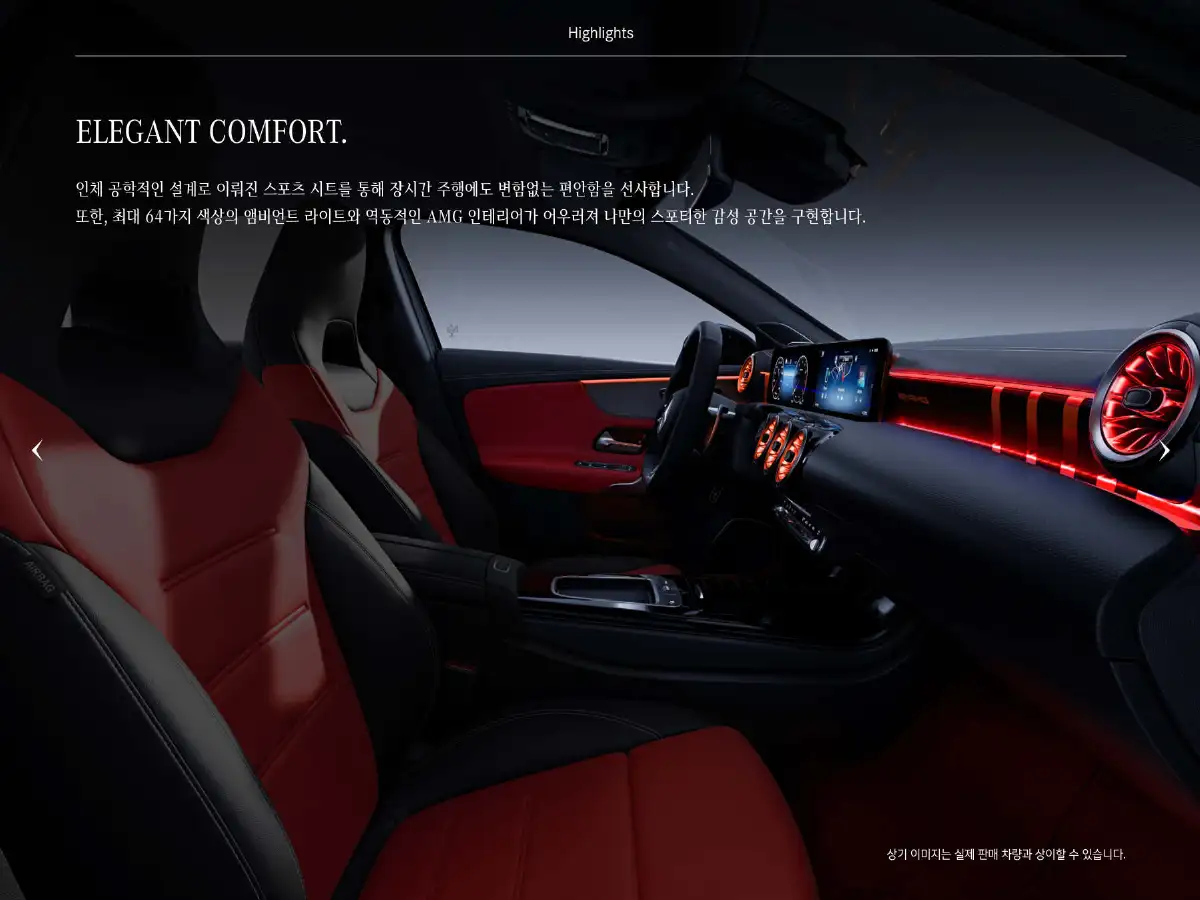 Highlights
ELEGANT COMFORT.
인체 공학적인 설계로 이뤄진 스포츠 시트를 통해 장시간 주행에도 변함없는 편안함을 선사합니다.
또한, 최대 64가지 색상의 앰비언트 라이트와 역동적인 AMG 인테리어가 어우러져 나만의 스포티한 감성 공간을 구현합니다.
AIRBAG
상기 이미지는 실제 판매 차량과 상이할 수 있습니다.